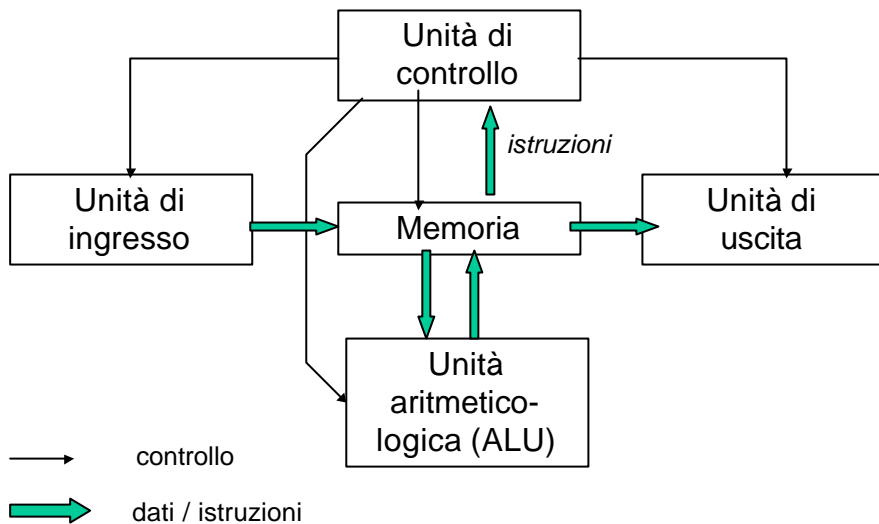 Unità di
controllo
istruzioni
Unità di
ingresso
Memoria
Unità di
uscita
Unità
aritmetico-
logica (ALU)
controllo
dati / istruzioni